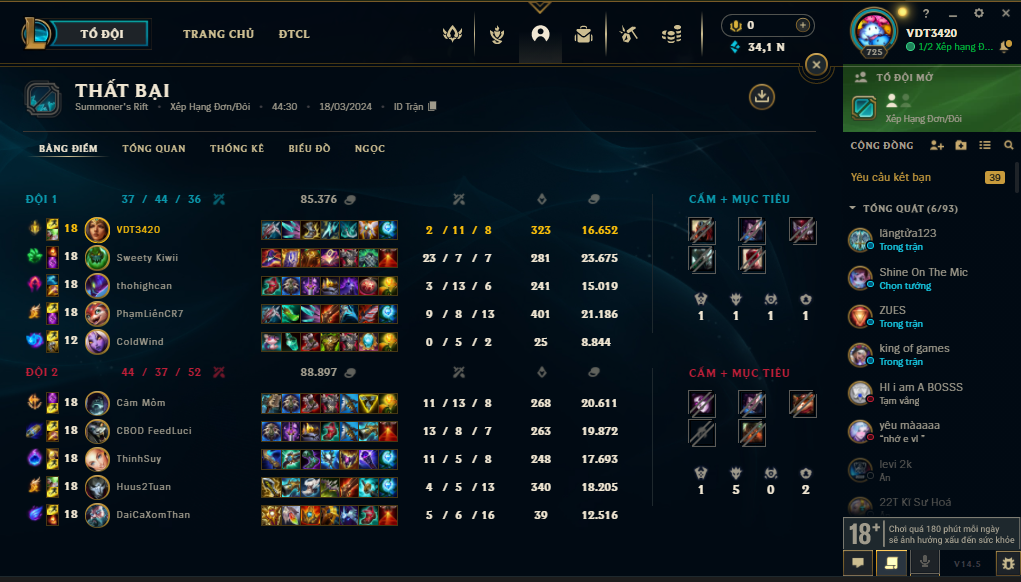 TỔ ĐỘI
TRANG CHỦ
ĐTCL
0
34,1 N
?
725
VDT3420
1/2 Xếp hạng Đ...
THẤT BẠI
Summoner's Rift • Xếp Hạng Đơn/Đôi • 44:30 • 18/03/2024 • ID Trận
BẢNG ĐIỂM
TỔNG QUAN
THỐNG KÊ
BIỂU ĐỒ
NGỌC
ĐỘI 1 37 / 44 / 36 85.376
18 VDT3420 2 / 11 / 8 323 16.652
18 Sweety Kiwii 23 / 7 / 7 281 23.675
18 thohighcan 3 / 13 / 6 241 15.019
18 PhạmLiênCR7 9 / 8 / 13 401 21.186
12 ColdWind 0 / 5 / 2 25 8.844
CẤM + MỤC TIÊU
1 1 1 1
ĐỘI 2 44 / 37 / 52 88.897
18 Cắm Mõm 11 / 13 / 8 268 20.611
18 CBOD FeedLuci 13 / 8 / 7 263 19.872
18 ThinhSuy 11 / 5 / 8 248 17.693
18 Huus2Tuan 4 / 5 / 13 340 18.205
18 DaiCaXomThan 5 / 6 / 16 39 12.516
CẤM + MỤC TIÊU
1 5 0 2
TỔ ĐỘI MỞ
Xếp Hạng Đơn/Đôi
CỘNG ĐỒNG
Yêu cầu kết bạn 39
TỔNG QUÁT (6/93)
lãngtửa123
Trong trận
Shine On The Mic
Chọn tướng
ZUES
Trong trận
king of games
Trong trận
HI i am A BOSSS
Tạm vắng
yêu màaaaa
"nhớ e vl "
levi 2k
Ẩn
22T Kĩ Sư Hoá
18+
Chơi quá 180 phút mỗi ngày
sẽ ảnh hưởng xấu đến sức khỏe
V14.5